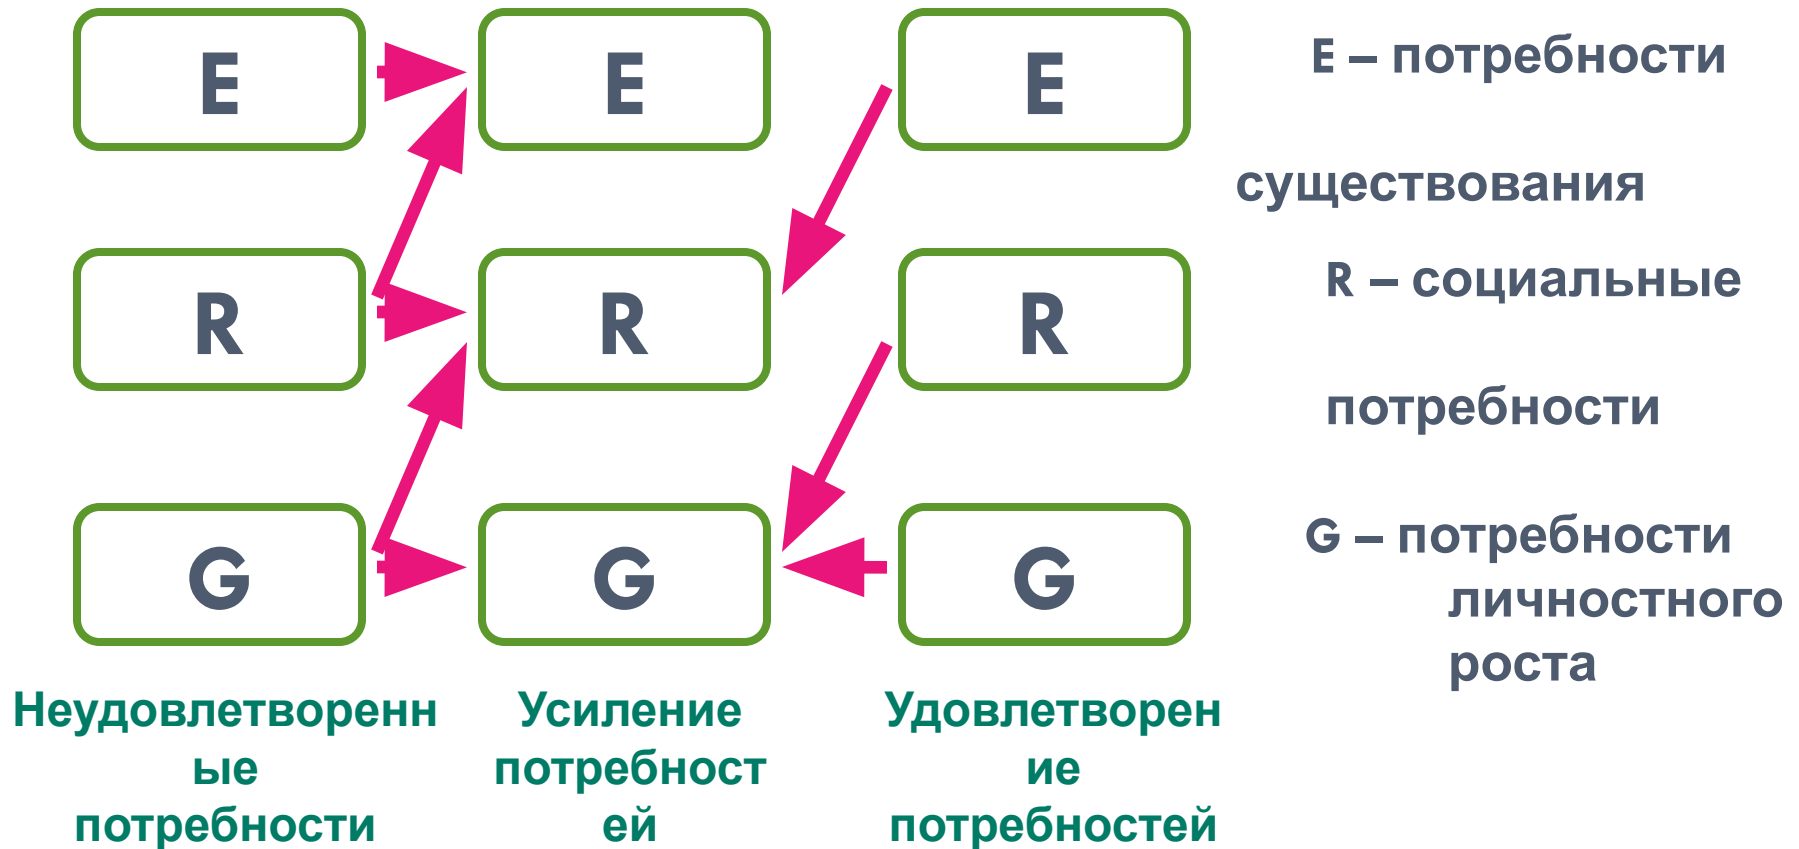 E
E
E
E – потребности
существования
R
R
R
R – социальные
потребности
G
G
G
G – потребности
личностного
роста
Неудовлетворенн
ые
потребности
Усиление
потребност
ей
Удовлетворен
ие
потребностей